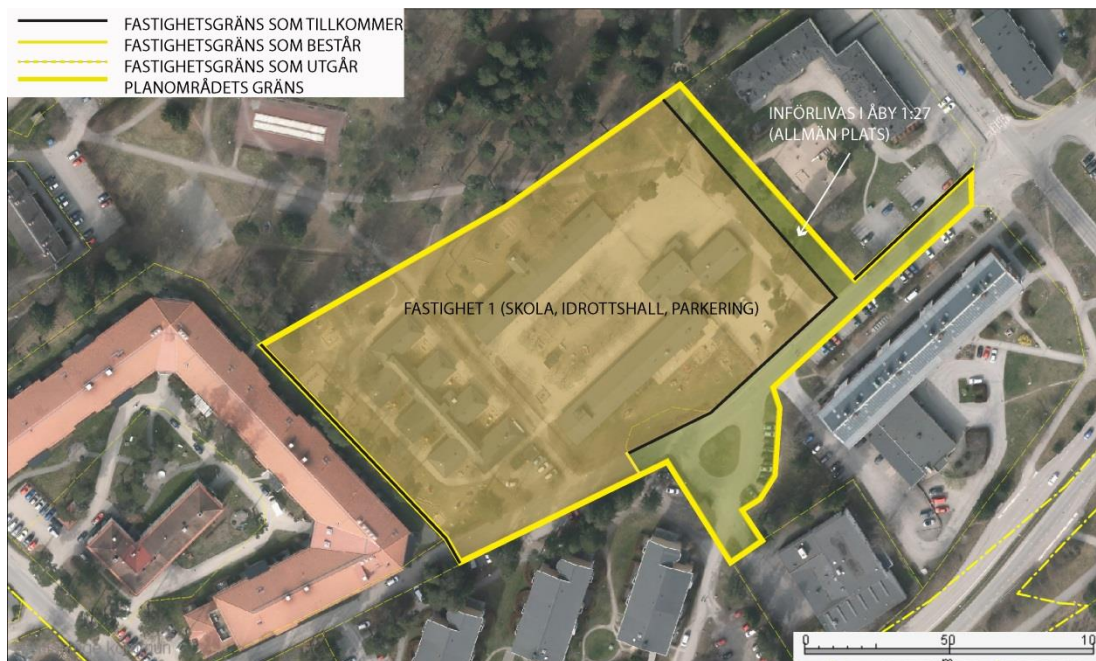 FASTIGHETSGRÄNS SOM TILLKOMMER
FASTIGHETSGRÄNS SOM BESTÅR
FASTIGHETSGRÄNS SOM UTGÅR
PLANOMRÅDETS GRÄNS
INFÖRLIVAS I ÅBY 1:27
(ALLMÄN PLATS)
FASTIGHET 1 (SKOLA, IDROTTSHALL, PARKERING)
0 50 10
m